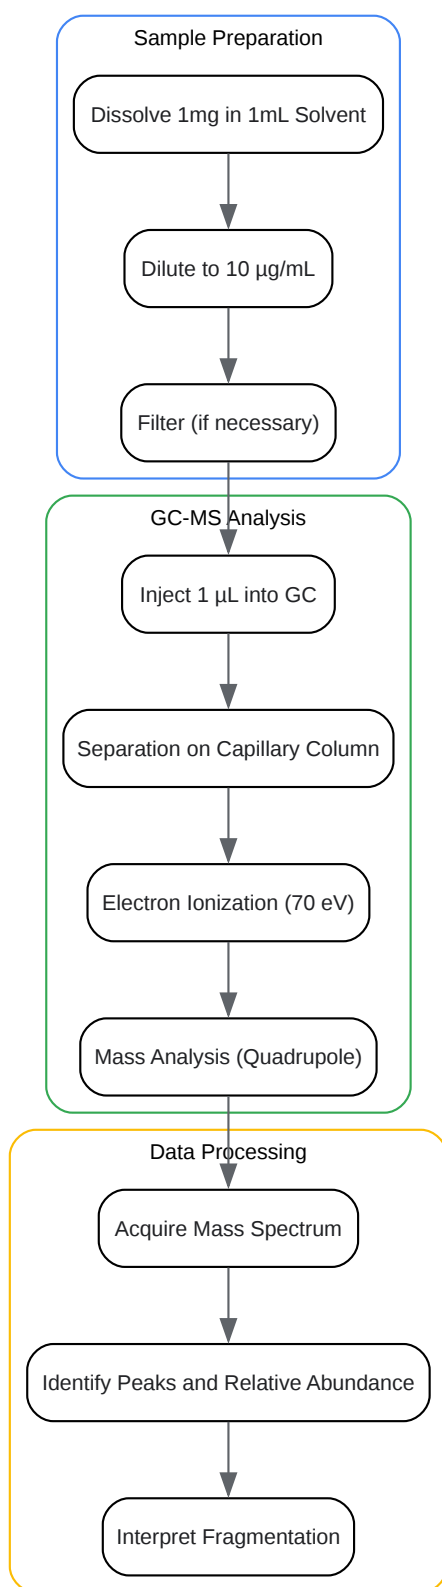 Sample Preparation
Dissolve 1mg in 1mL Solvent
Dilute to 10 µg/mL
Filter (if necessary)
GC-MS Analysis
Inject 1 µL into GC
Separation on Capillary Column
Electron Ionization (70 eV)
Mass Analysis (Quadrupole)
Data Processing
Acquire Mass Spectrum
Identify Peaks and Relative Abundance
Interpret Fragmentation